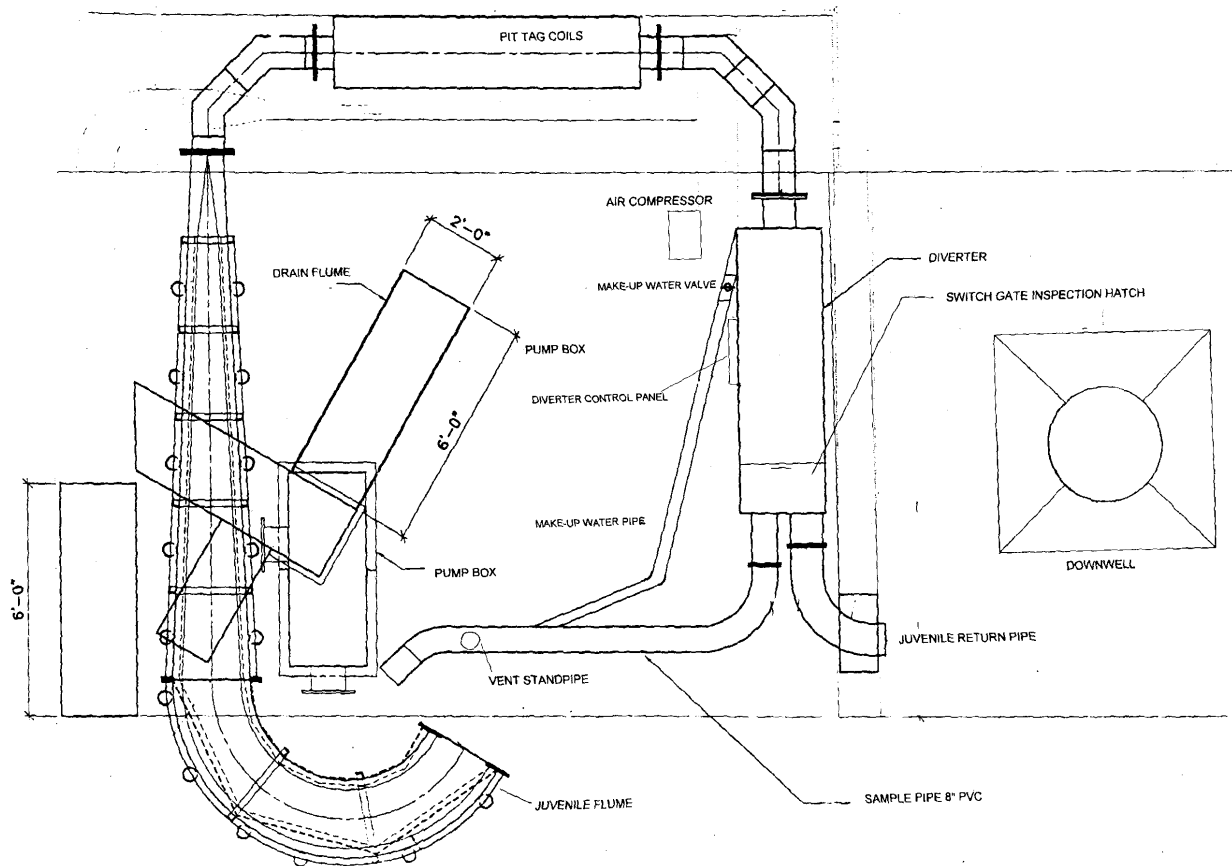 PIT TAG COILS
AIR COMPRESSOR
2'-0"
DRAIN FLUME
MAKE-UP WATER VALVE
DIVERTER
SWITCH GATE INSPECTION HATCH
PUMP BOX
DIVERTER CONTROL PANEL
6'-0"
MAKE-UP WATER PIPE
PUMP BOX
DOWNWELL
6'-0"
JUVENILE RETURN PIPE
VENT STANDPIPE
JUVENILE FLUME
SAMPLE PIPE 8" PVC